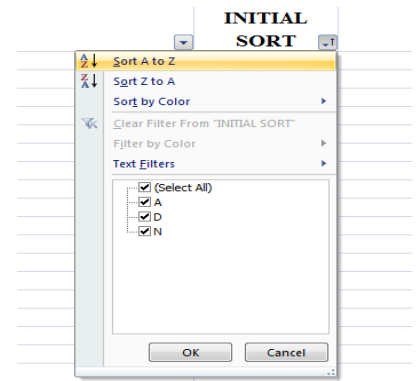 INITIAL
SORT
Sort A to Z
Sort Z to A
Sort by Color
Clear Filter From "INITIAL SORT"
Filter by Color
Text Filters
(Select All)
A
D
N
OK Cancel